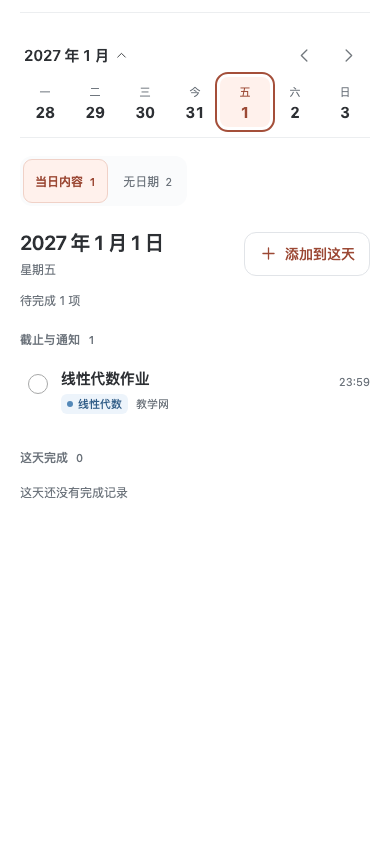 2027 年 1 月
一 二 三 今 五 六 日
28 29 30 31 1 2 3
当日内容 1 无日期 2
2027 年 1 月 1 日
添加到这天
星期五
待完成 1 项
截止与通知 1
线性代数作业 23:59
线性代数 教学网
这天完成 0
这天还没有完成记录